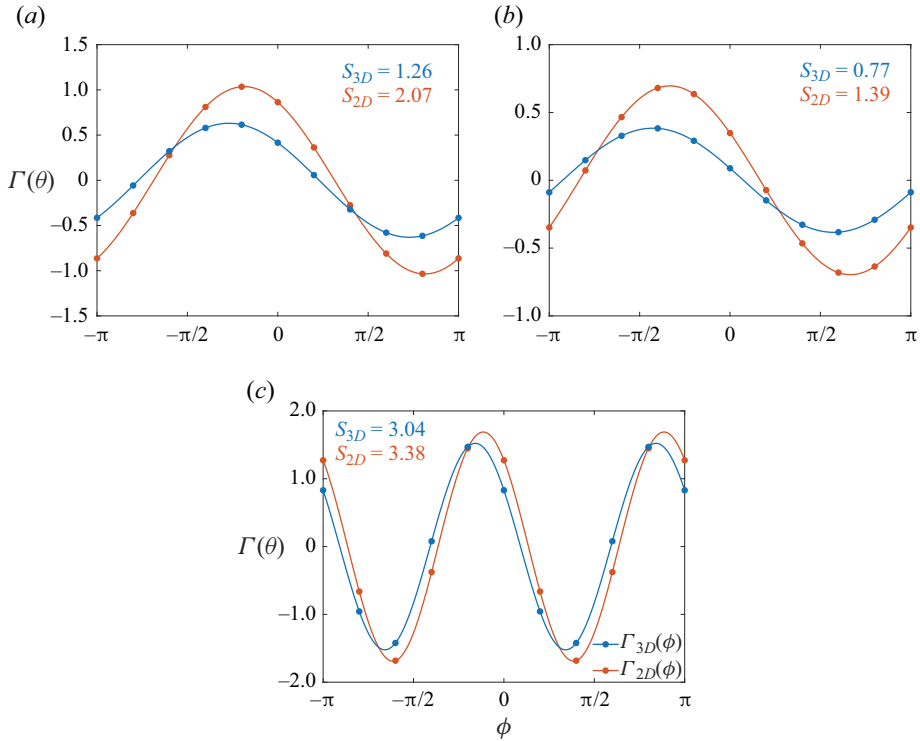 (a)
1.5
1.0
0.5
0
−0.5
−1.0
−1.5
Γ(θ)
S3D = 1.26
S2D = 2.07
−π −π/2 0 π/2 π
(b)
1.0
0.5
0
−0.5
−1.0
S3D = 0.77
S2D = 1.39
−π −π/2 0 π/2 π
(c)
2.0
1.0
0
−1.0
−2.0
Γ(θ)
S3D = 3.04
S2D = 3.38
Γ3D(ϕ)
Γ2D(ϕ)
−π −π/2 0 π/2 π
ϕ